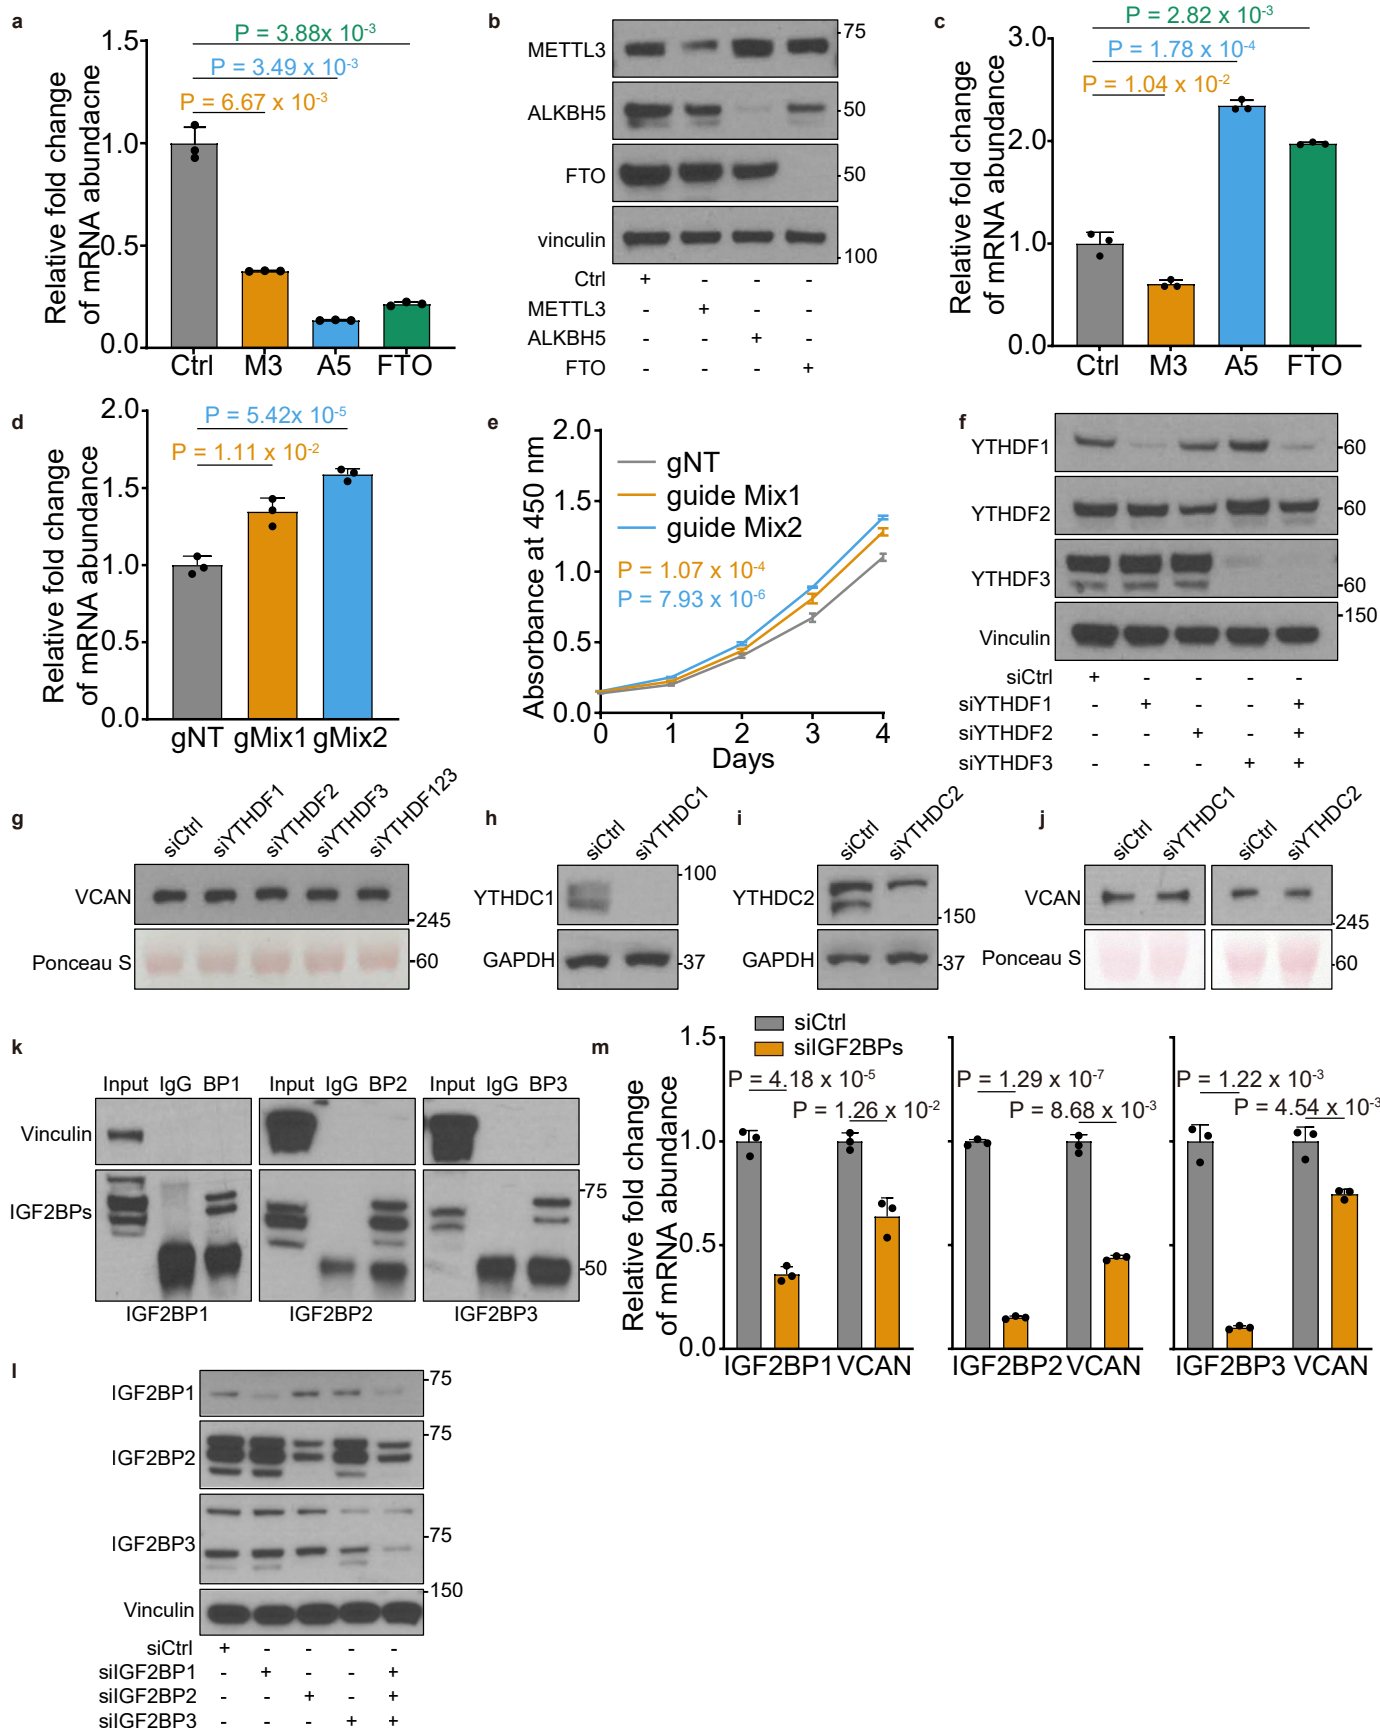 a
Relative fold change
of mRNA abundacne
1.5
1.0
0.5
0.0
P = 3.88x 10-3
P = 3.49 x 10-3
P = 6.67 x 10-3
Ctrl M3 A5 FTO
b
METTL3
75
ALKBH5
50
FTO
50
vinculin
100
Ctrl + - - -
METTL3 - + - -
ALKBH5 - - + -
FTO - - - +
c
Relative fold change
of mRNA abundance
3.0
2.0
1.0
0.0
P = 2.82 x 10-3
P = 1.78 x 10-4
P = 1.04 x 10-2
Ctrl M3 A5 FTO
d
Relative fold change
of mRNA abundance
2.0
1.5
1.0
0.5
0.0
P = 5.42x 10-5
P = 1.11 x 10-2
gNT gMix1 gMix2
e
Absorbance at 450 nm
2.0
1.5
1.0
0.5
0.0
gNT
guide Mix1
guide Mix2
P = 1.07 x 10-4
P = 7.93 x 10-6
0 1 2 3 4
Days
f
YTHDF1
60
YTHDF2
60
YTHDF3
60
150
Vinculin
siCtrl + - - - -
siYTHDF1 - + - - +
siYTHDF2 - - + - +
siYTHDF3 - - - + +
g
siCtrl siYTHDF1 siYTHDF2 siYTHDF3 siYTHDF123
VCAN
245
Ponceau S
60
h
siCtrl siYTHDC1
100
YTHDC1
GAPDH
37
i
siCtrl siYTHDC2
YTHDC2
150
GAPDH
37
j
siCtrl siYTHDC1 siCtrl siYTHDC2
VCAN
245
Ponceau S
60
k
Input IgG BP1 Input IgG BP2 Input IgG BP3
Vinculin
IGF2BPs
75
50
IGF2BP1 IGF2BP2 IGF2BP3
m
siCtrl
siIGF2BPs
Relative fold change
of mRNA abundance
1.5
1.0
0.5
0.0
P = 4.18 x 10-5
P = 1.26 x 10-2
P = 1.29 x 10-7
P = 8.68 x 10-3
P = 1.22 x 10-3
P = 4.54 x 10-3
IGF2BP1 VCAN IGF2BP2 VCAN IGF2BP3 VCAN
l
IGF2BP1
75
75
IGF2BP2
IGF2BP3
75
150
Vinculin
siCtrl + - - - -
siIGF2BP1 - + - - +
siIGF2BP2 - - + - +
siIGF2BP3 - - - + +